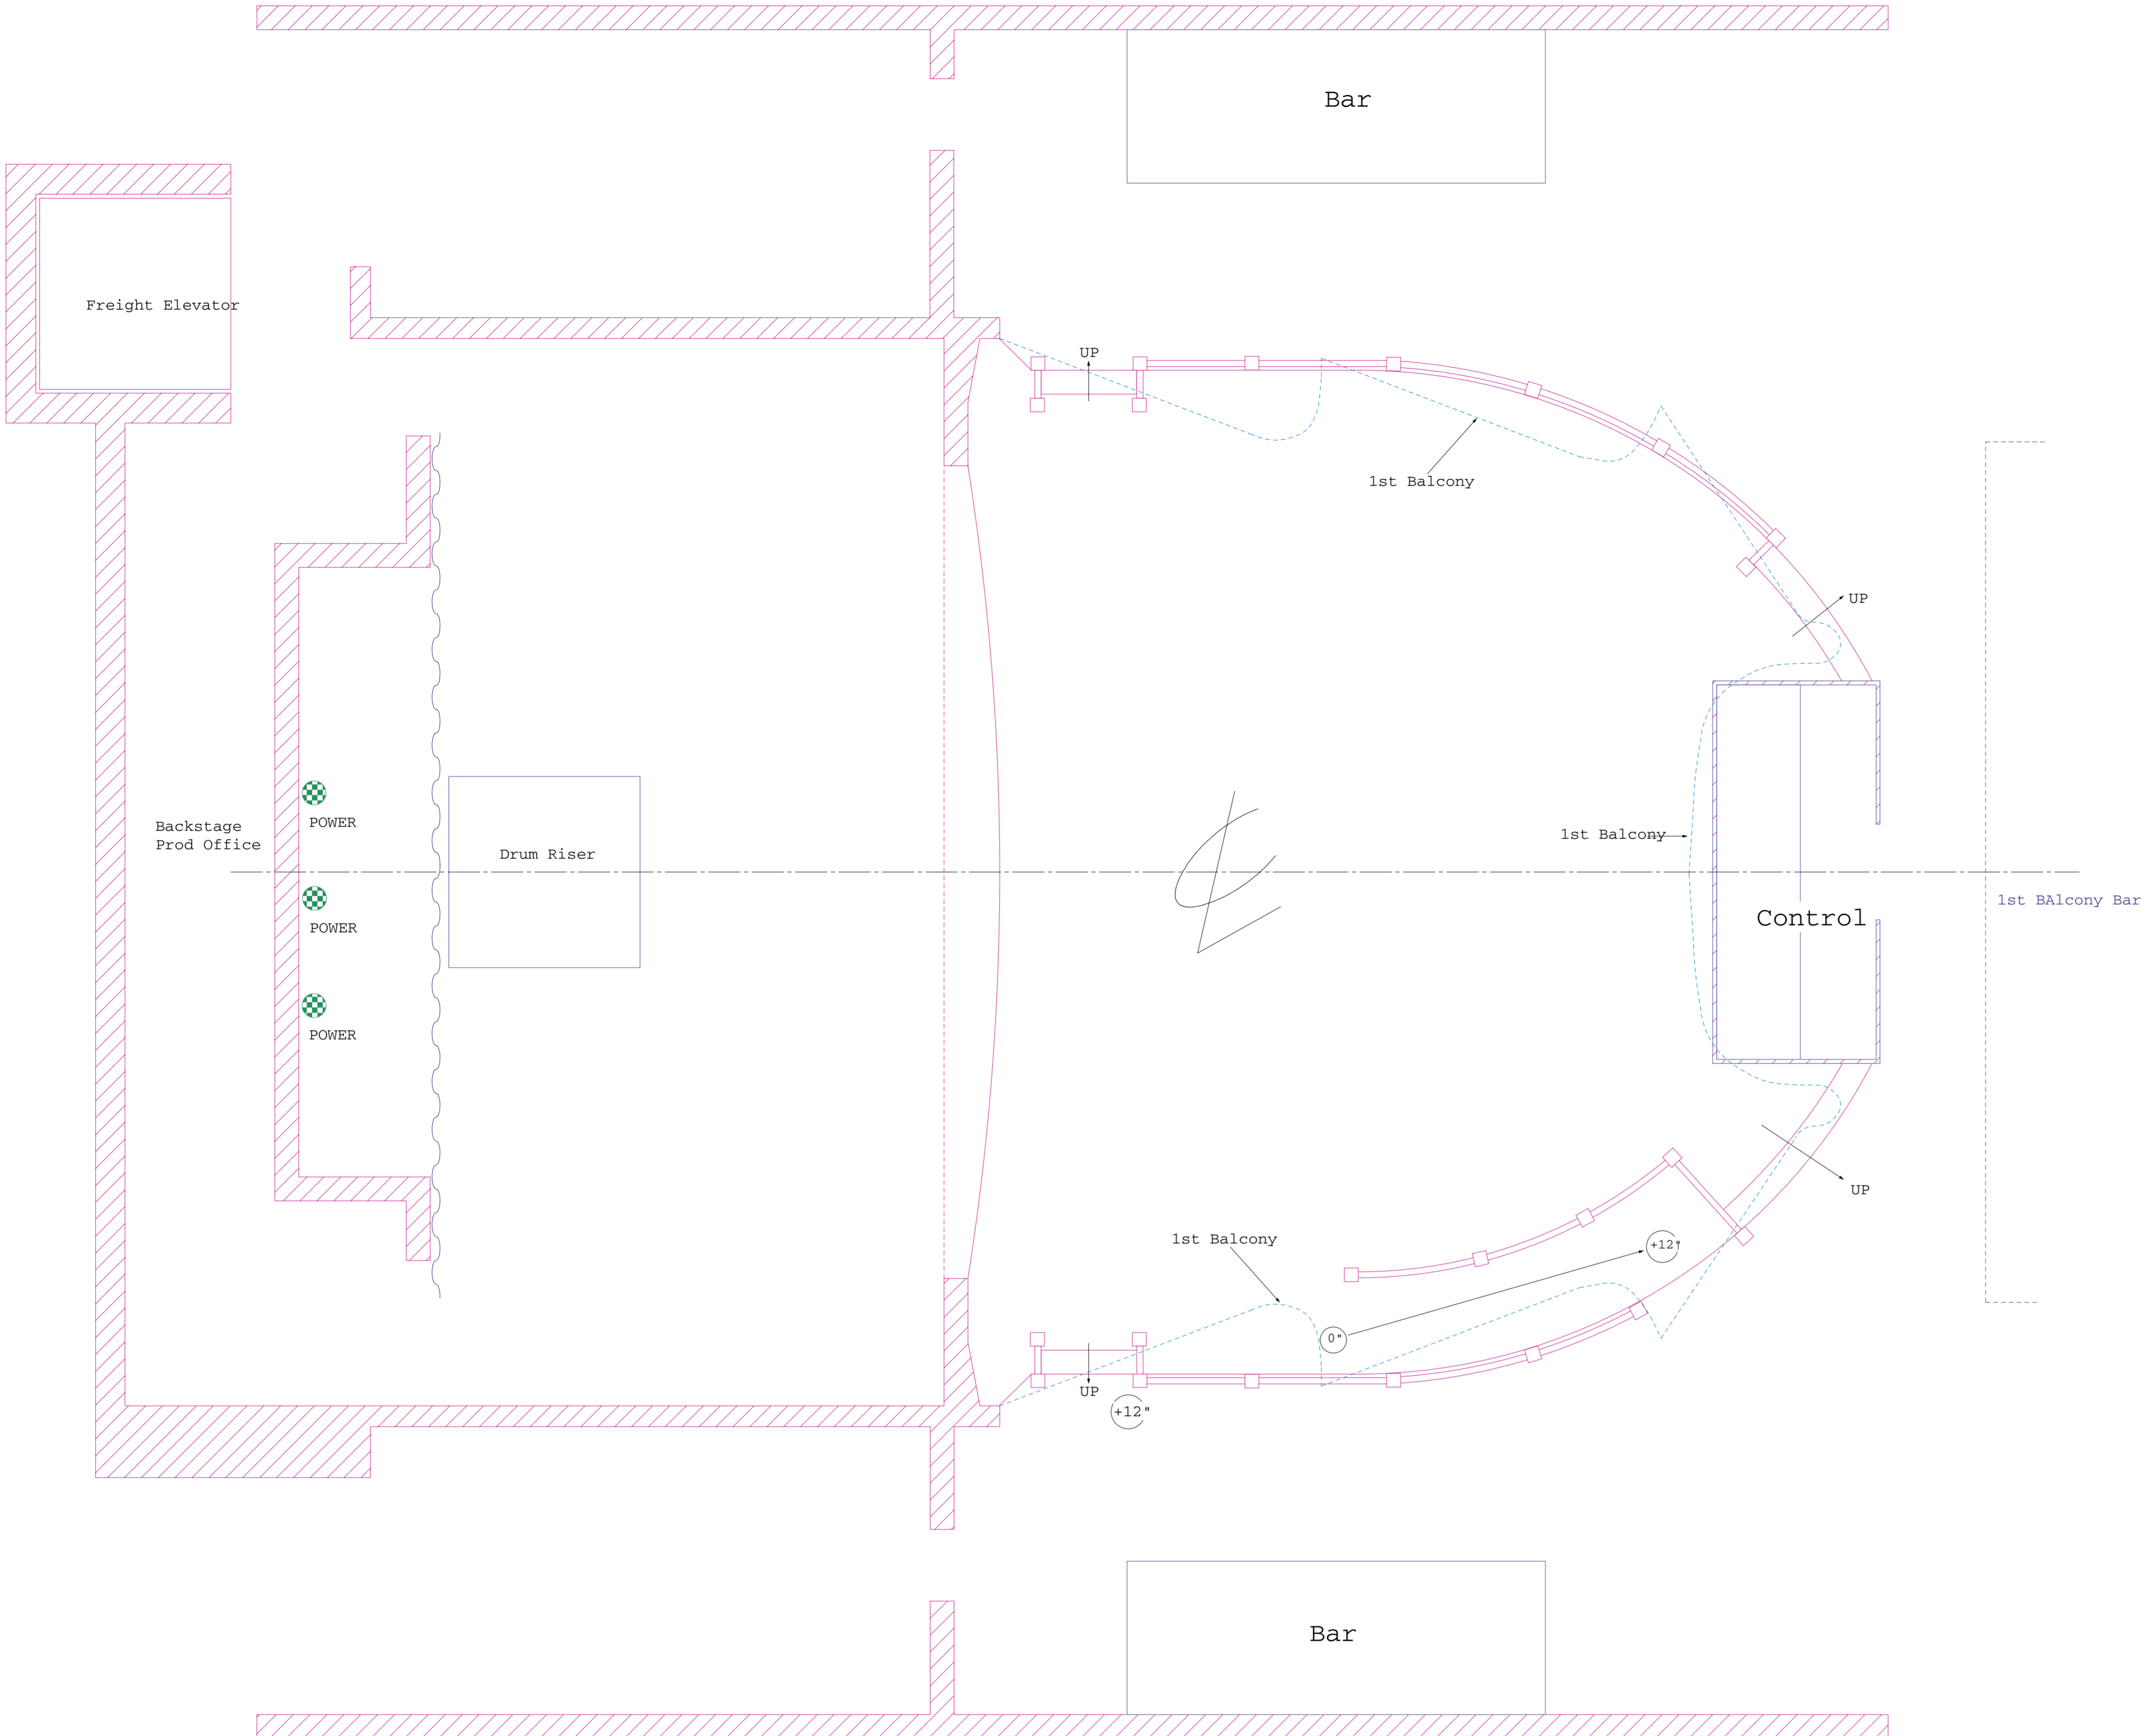 Bar
Freight Elevator
UP
1st Balcony
UP
POWER
Backstage
Prod Office
Drum Riser
1st Balcony
1st BAlcony Bar
Control
POWER
POWER
UP
1st Balcony
+12"
0"
UP
+12"
Bar